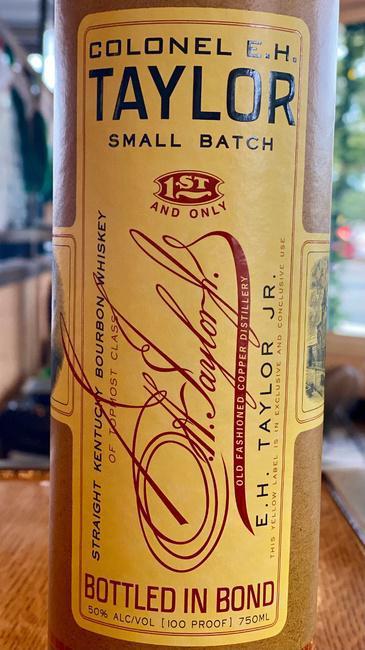 COLONEL E.H.
TAYLOR
SMALL BATCH
1ST
AND ONLY
STRAIGHT KENTUCKY BOURBON WHISKEY
OF TOPMOST CLASS
E. H. Taylor, Jr.
OLD FASHIONED COPPER DISTILLERY
E.H. TAYLOR JR.
THIS YELLOW LABEL IS IN EXCLUSIVE AND CONCLUSIVE USE
BOTTLED IN BOND
50% ALC/VOL [100 PROOF] 750ML